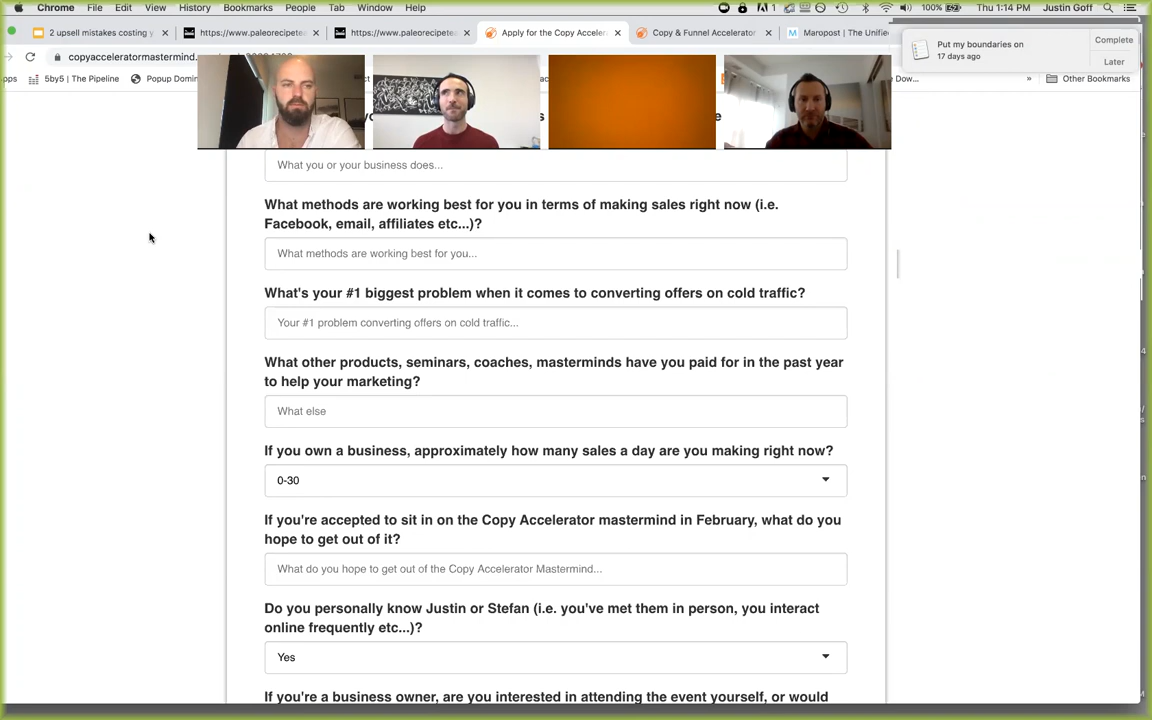 Chrome File Edit View History Bookmarks People Tab Window Help
1 100% Thu 1:14 PM Justin Goff
2 upsell mistakes costing y
https://www.paleorecipetea
https://www.paleorecipetea
Apply for the Copy Acceler
Copy & Funnel Accelerator
Maropost | The Unifie
copyacceleratormastermind.
Put my boundaries on
17 days ago
Complete
Later
pps
5by5 | The Pipeline
Popup Domin
Dow...
»
Other Bookmarks
What you or your business does...
What methods are working best for you in terms of making sales right now (i.e.
Facebook, email, affiliates etc...)?
What methods are working best for you...
What's your #1 biggest problem when it comes to converting offers on cold traffic?
Your #1 problem converting offers on cold traffic...
What other products, seminars, coaches, masterminds have you paid for in the past year
to help your marketing?
What else
If you own a business, approximately how many sales a day are you making right now?
0-30
If you're accepted to sit in on the Copy Accelerator mastermind in February, what do you
hope to get out of it?
What do you hope to get out of the Copy Accelerator Mastermind...
Do you personally know Justin or Stefan (i.e. you've met them in person, you interact
online frequently etc...)?
Yes
If you're a business owner, are you interested in attending the event yourself, or would